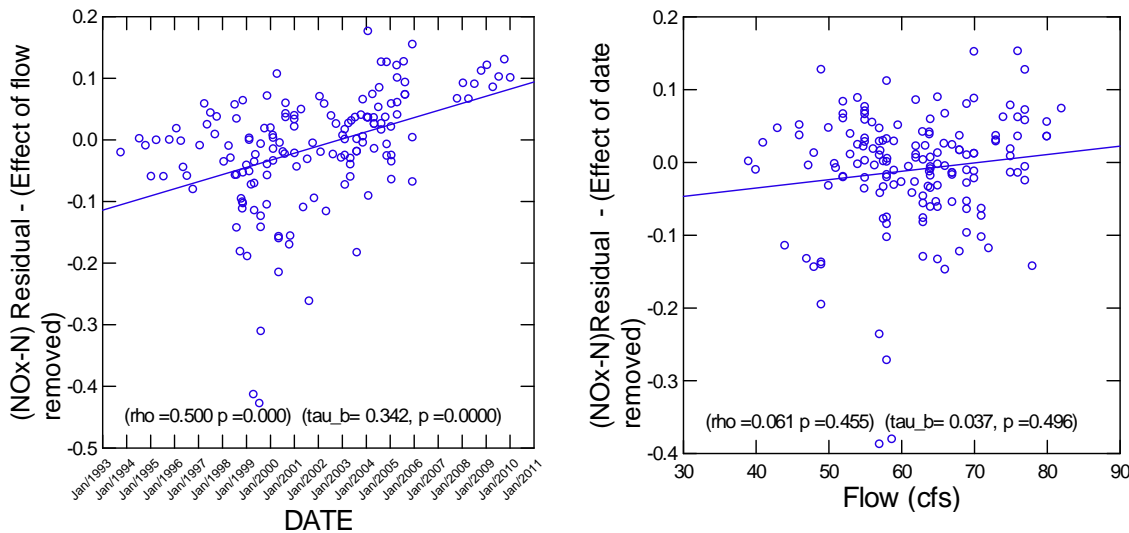 (NOx-N) Residual - (Effect of flow
removed)
0.2
0.1
0.0
-0.1
-0.2
-0.3
-0.4
-0.5
(rho =0.500 p =0.000) (tau_b= 0.342, p =0.0000)
Jan/1993
Jan/1994
Jan/1995
Jan/1996
Jan/1997
Jan/1998
Jan/1999
Jan/2000
Jan/2001
Jan/2002
Jan/2003
Jan/2004
Jan/2005
Jan/2006
Jan/2007
Jan/2008
Jan/2009
Jan/2010
Jan/2011
DATE
(NOx-N)Residual - (Effect of date
removed)
0.2
0.1
0.0
-0.1
-0.2
-0.3
-0.4
(rho =0.061 p =0.455) (tau_b= 0.037, p =0.496)
30 40 50 60 70 80 90
Flow (cfs)